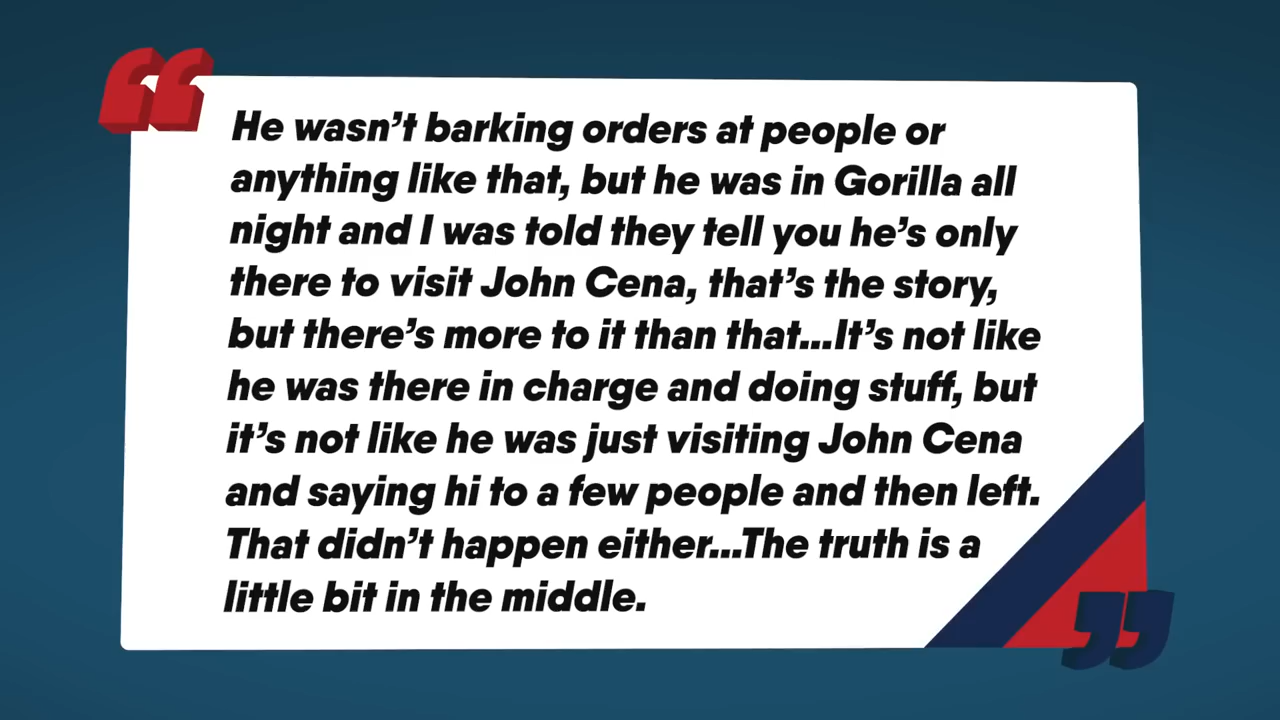 He wasn’t barking orders at people or
anything like that, but he was in Gorilla all
night and I was told they tell you he’s only
there to visit John Cena, that’s the story,
but there’s more to it than that...It’s not like
he was there in charge and doing stuff, but
it’s not like he was just visiting John Cena
and saying hi to a few people and then left.
That didn’t happen either...The truth is a
little bit in the middle.